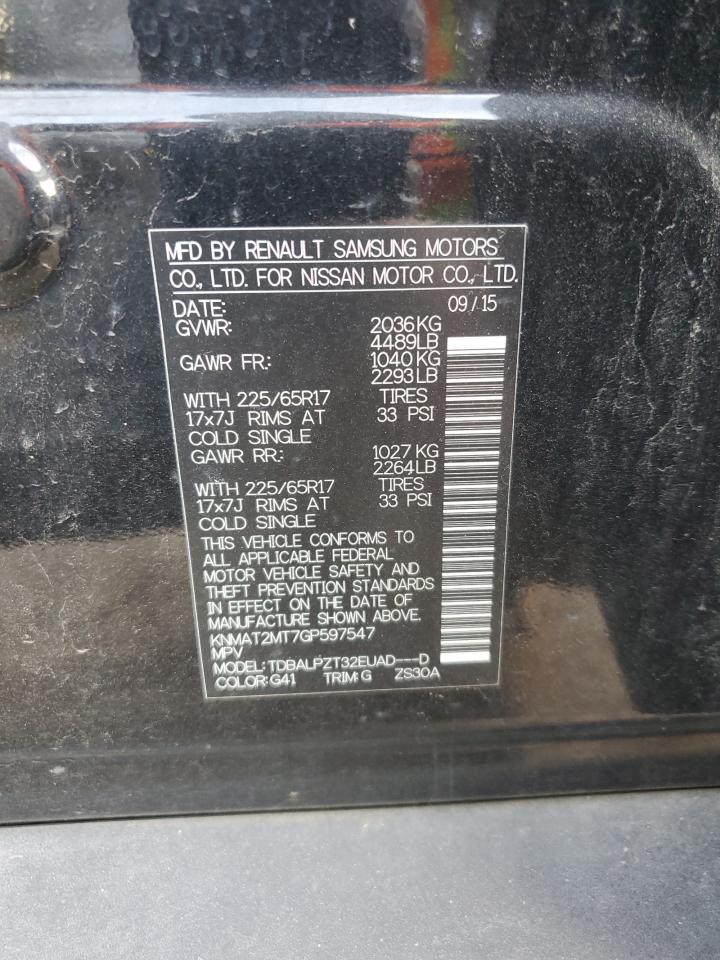 MFD BY RENAULT SAMSUNG MOTORS
CO., LTD. FOR NISSAN MOTOR CO., LTD.
DATE: 09/15
GVWR: 2036KG
4489LB
GAWR FR: 1040KG
2293LB
WITH 225/65R17 TIRES
17x7J RIMS AT 33 PSI
COLD SINGLE
GAWR RR: 1027KG
2264LB
WITH 225/65R17 TIRES
17x7J RIMS AT 33 PSI
COLD SINGLE
THIS VEHICLE CONFORMS TO
ALL APPLICABLE FEDERAL
MOTOR VEHICLE SAFETY AND
THEFT PREVENTION STANDARDS
IN EFFECT ON THE DATE OF
MANUFACTURE SHOWN ABOVE.
KNMAT2MT7GP597547
MPV
MODEL: TDBALPZT32EUAD---D
COLOR: G41 TRIM: G ZS30A